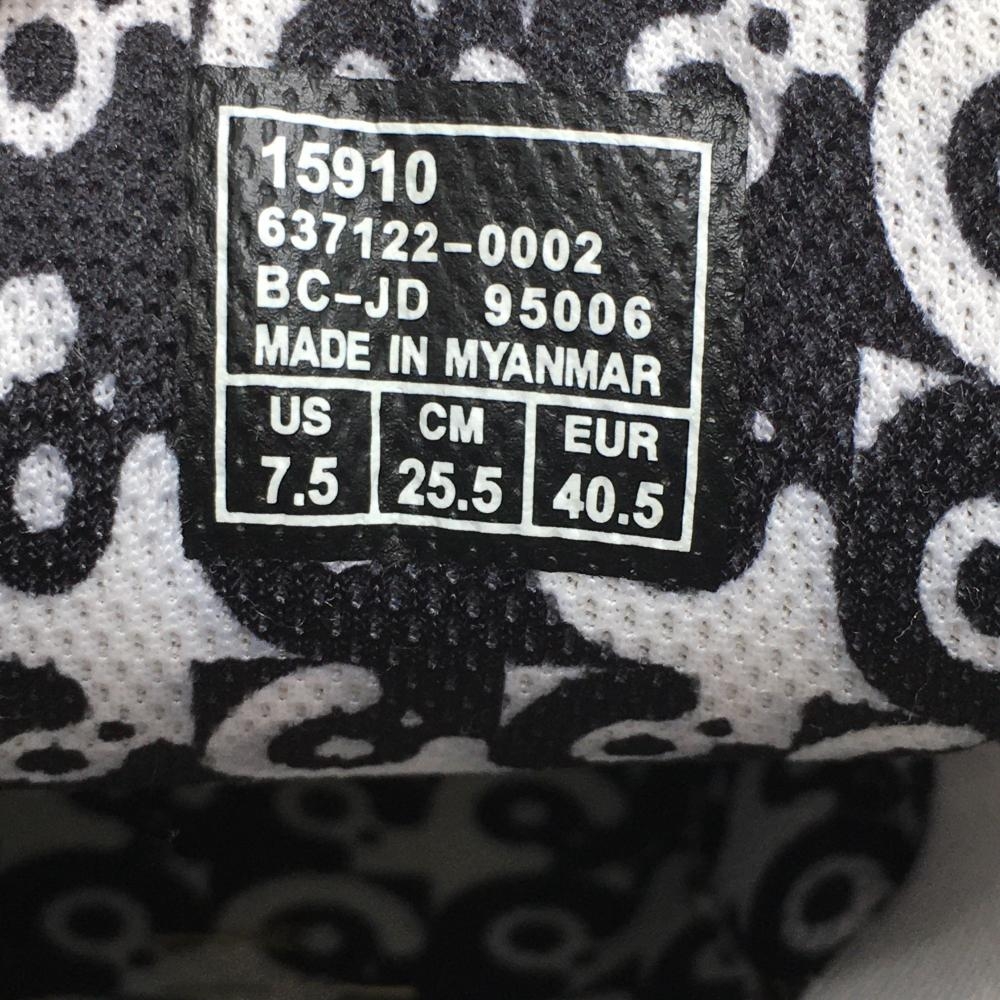 15910
637122-0002
BC-JD 95006
MADE IN MYANMAR
US CM EUR
7.5 25.5 40.5